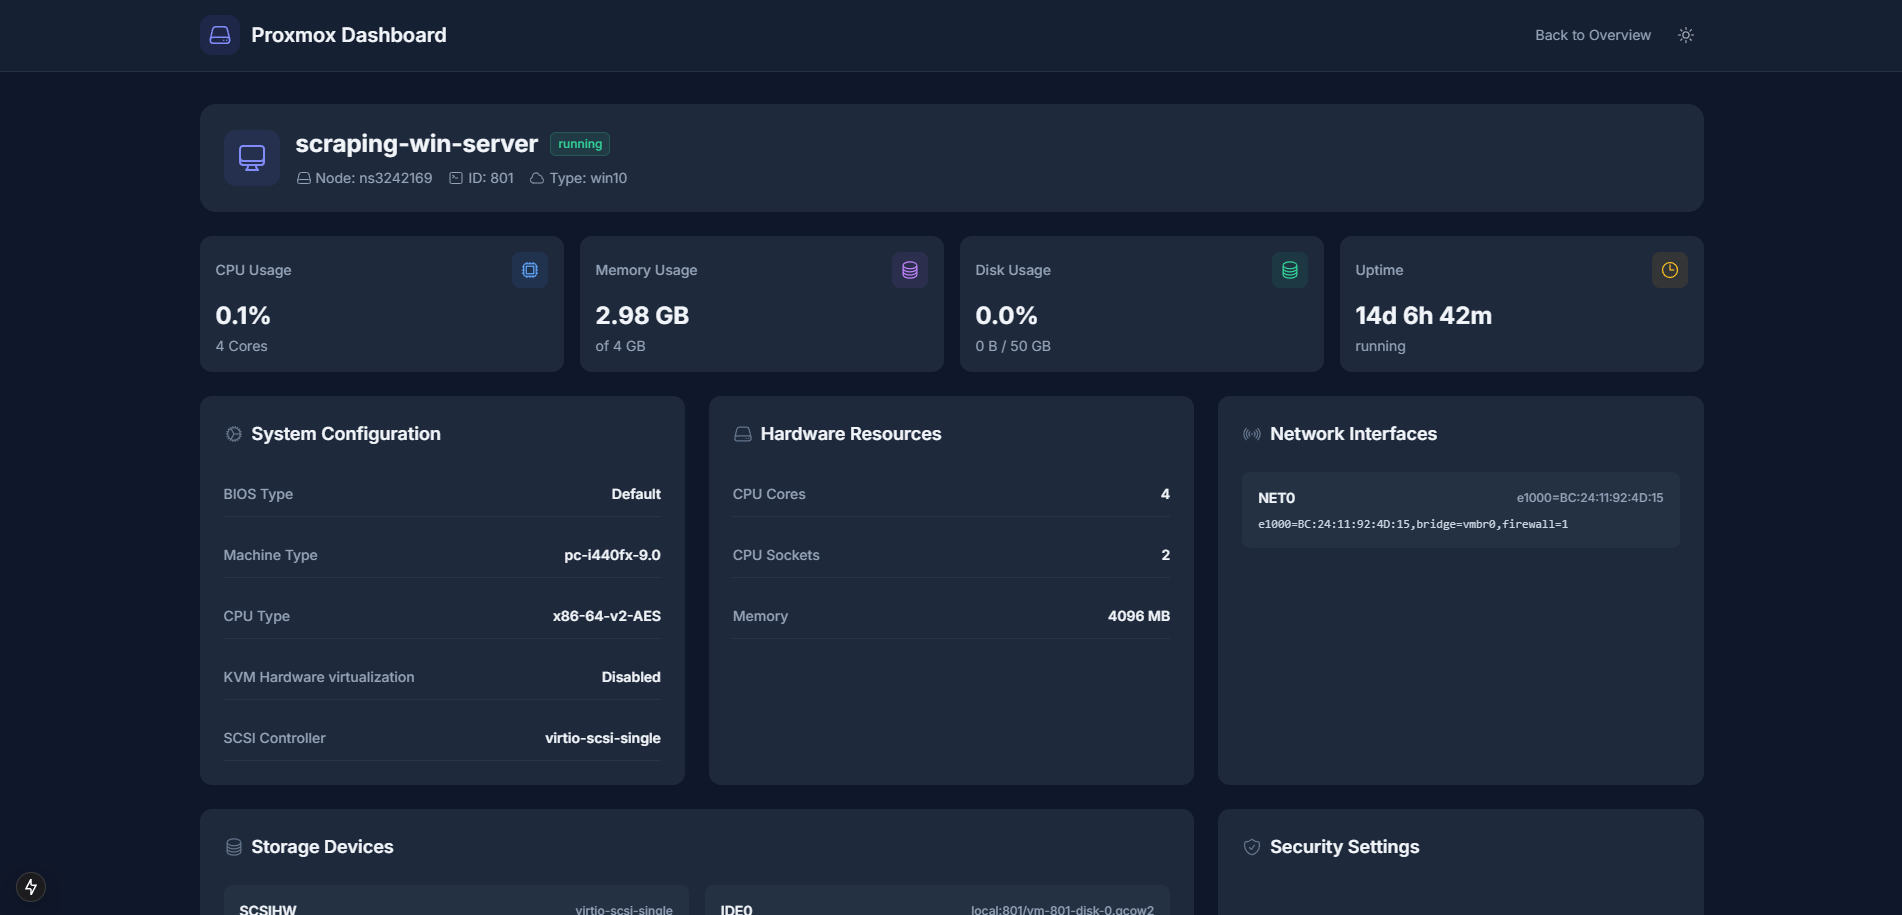 Proxmox Dashboard
Back to Overview
scraping-win-server
running
Node: ns3242169
ID: 801
Type: win10
CPU Usage
0.1%
4 Cores
Memory Usage
2.98 GB
of 4 GB
Disk Usage
0.0%
0 B / 50 GB
Uptime
14d 6h 42m
running
System Configuration
BIOS Type Default
Machine Type pc-i440fx-9.0
CPU Type x86-64-v2-AES
KVM Hardware virtualization Disabled
SCSI Controller virtio-scsi-single
Hardware Resources
CPU Cores 4
CPU Sockets 2
Memory 4096 MB
Network Interfaces
NET0 e1000=BC:24:11:92:4D:15
e1000=BC:24:11:92:4D:15,bridge=vmbr0,firewall=1
Storage Devices
SCSIHW virtio-scsi-single
IDE0 local:801/vm-801-disk-0.qcow2
Security Settings